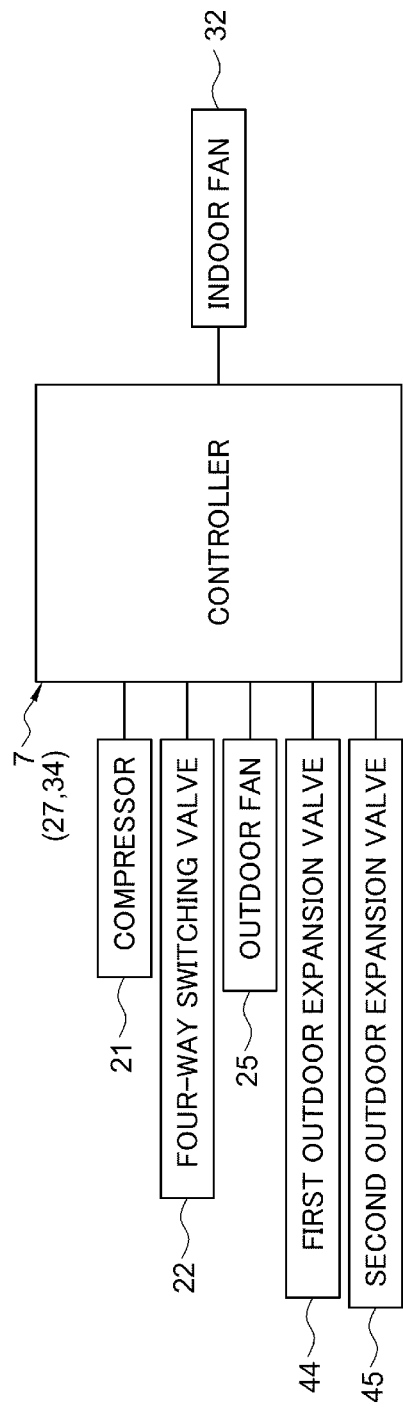 7
(27,34)
21
COMPRESSOR
22
FOUR-WAY SWITCHING VALVE
25
OUTDOOR FAN
44
FIRST OUTDOOR EXPANSION VALVE
45
SECOND OUTDOOR EXPANSION VALVE
CONTROLLER
INDOOR FAN
32